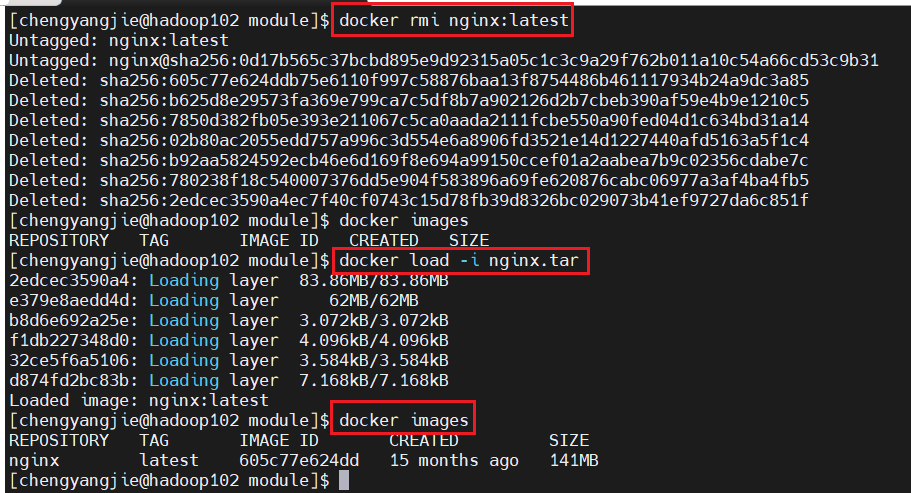 [chengyangjie@hadoop102 module]$ docker rmi nginx:latest
Untagged: nginx:latest
Untagged: nginx@sha256:0d17b565c37bcbd895e9d92315a05c1c3c9a29f762b011a10c54a66cd53c9b31
Deleted: sha256:605c77e624ddb75e6110f997c58876baa13f8754486b461117934b24a9dc3a85
Deleted: sha256:b625d8e29573fa369e799ca7c5df8b7a902126d2b7cbeb390af59e4b9e1210c5
Deleted: sha256:7850d382fb05e393e211067c5ca0aada2111fcbe550a90fed04d1c634bd31a14
Deleted: sha256:02b80ac2055edd757a996c3d554e6a8906fd3521e14d1227440afd5163a5f1c4
Deleted: sha256:b92aa5824592ecb46e6d169f8e694a99150ccef01a2aabea7b9c02356cdabe7c
Deleted: sha256:780238f18c540007376dd5e904f583896a69fe620876cabc06977a3af4ba4fb5
Deleted: sha256:2edcec3590a4ec7f40cf0743c15d78fb39d8326bc029073b41ef9727da6c851f
[chengyangjie@hadoop102 module]$ docker images
REPOSITORY   TAG       IMAGE ID   CREATED   SIZE
[chengyangjie@hadoop102 module]$ docker load -i nginx.tar
2edcec3590a4: Loading layer  83.86MB/83.86MB
e379e8aedd4d: Loading layer     62MB/62MB
b8d6e692a25e: Loading layer  3.072kB/3.072kB
f1db227348d0: Loading layer  4.096kB/4.096kB
32ce5f6a5106: Loading layer  3.584kB/3.584kB
d874fd2bc83b: Loading layer  7.168kB/7.168kB
Loaded image: nginx:latest
[chengyangjie@hadoop102 module]$ docker images
REPOSITORY   TAG       IMAGE ID       CREATED         SIZE
nginx        latest    605c77e624dd   15 months ago   141MB
[chengyangjie@hadoop102 module]$